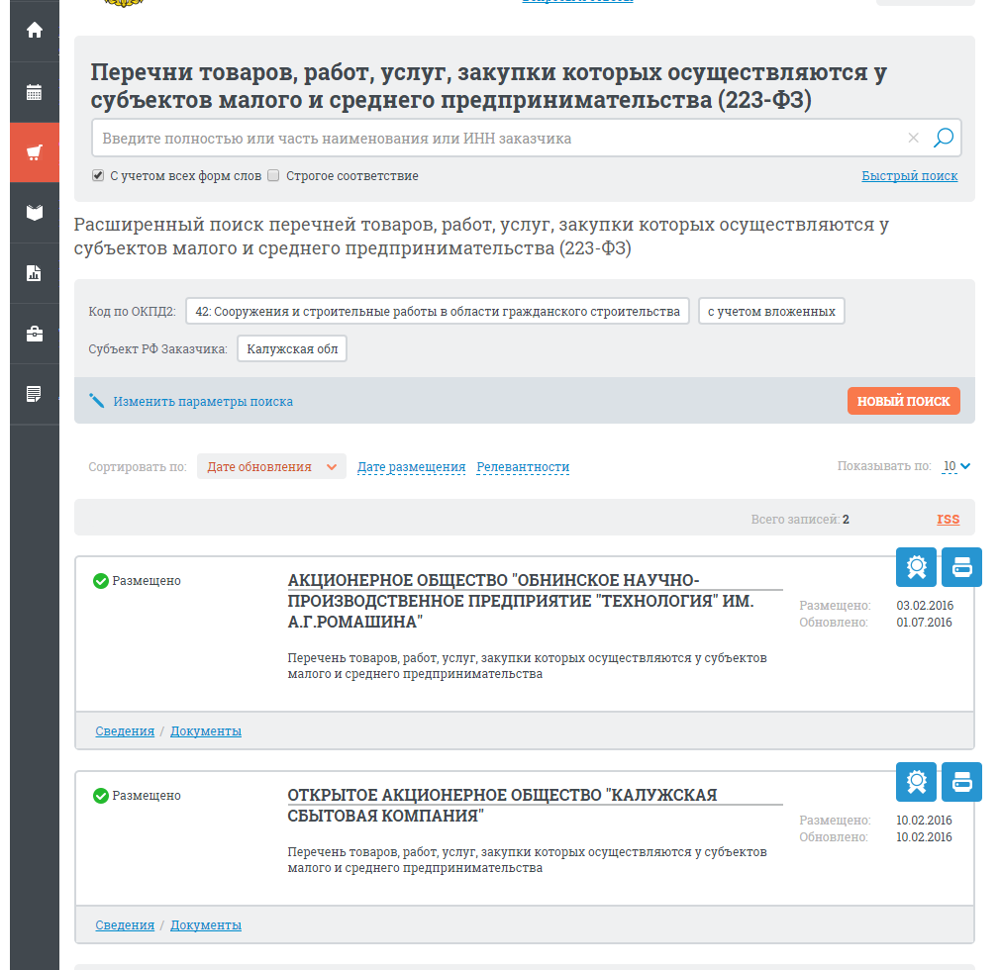 Перечни товаров, работ, услуг, закупки которых осуществляются у
субъектов малого и среднего предпринимательства (223-ФЗ)
Введите полностью или часть наименования или ИНН заказчика
С учетом всех форм слов Строгое соответствие Быстрый поиск
Расширенный поиск перечней товаров, работ, услуг, закупки которых осуществляются у
субъектов малого и среднего предпринимательства (223-ФЗ)
Код по ОКПД2: 42: Сооружения и строительные работы в области гражданского строительства с учетом вложенных
Субъект РФ Заказчика: Калужская обл
Изменить параметры поиска НОВЫЙ ПОИСК
Сортировать по: Дате обновления Дате размещения Релевантности Показывать по: 10
Всего записей: 2 rss
Размещено
АКЦИОНЕРНОЕ ОБЩЕСТВО "ОБНИНСКОЕ НАУЧНО-
ПРОИЗВОДСТВЕННОЕ ПРЕДПРИЯТИЕ "ТЕХНОЛОГИЯ" ИМ.
А.Г.РОМАШИНА"
Перечень товаров, работ, услуг, закупки которых осуществляются у субъектов
малого и среднего предпринимательства
Размещено: 03.02.2016
Обновлено: 01.07.2016
Сведения / Документы
Размещено
ОТКРЫТОЕ АКЦИОНЕРНОЕ ОБЩЕСТВО "КАЛУЖСКАЯ
СБЫТОВАЯ КОМПАНИЯ"
Перечень товаров, работ, услуг, закупки которых осуществляются у субъектов
малого и среднего предпринимательства
Размещено: 10.02.2016
Обновлено: 10.02.2016
Сведения / Документы